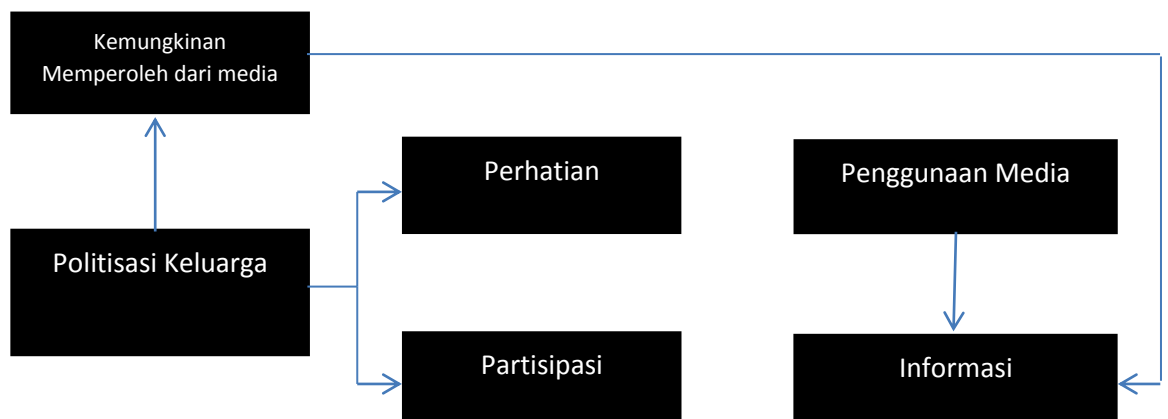 Kemungkinan
Memperoleh dari media
Perhatian
Penggunaan Media
Politisasi Keluarga
Partisipasi
Informasi